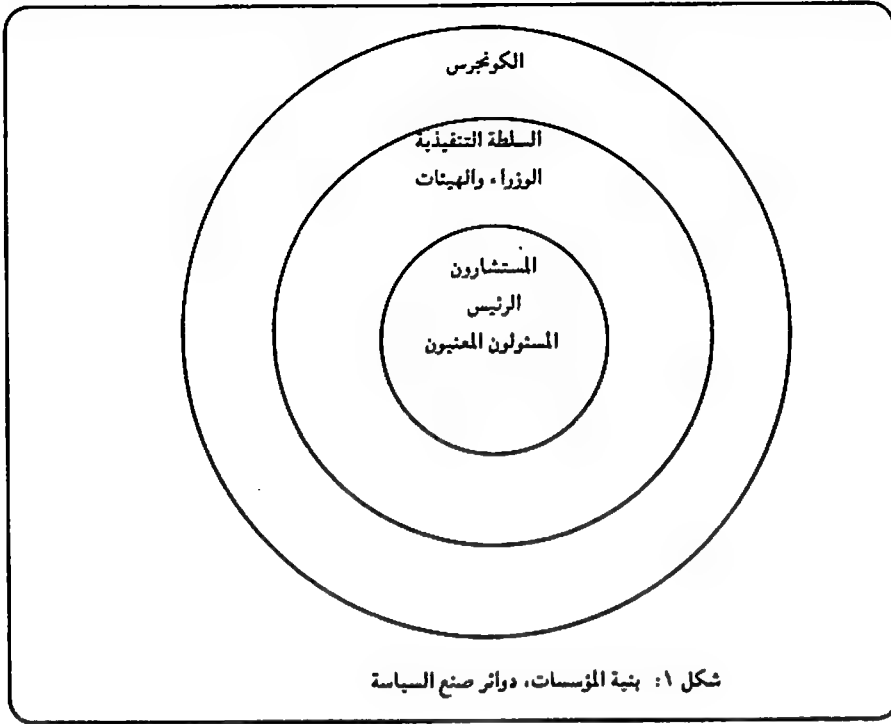 الكونجرس
السلطة التنفيذية
الوزراء والهيئات
المستشارون
الرئيس
المسئولون المعنيون
شكل ١: بنية المؤسسات، دوائر صنع السياسة